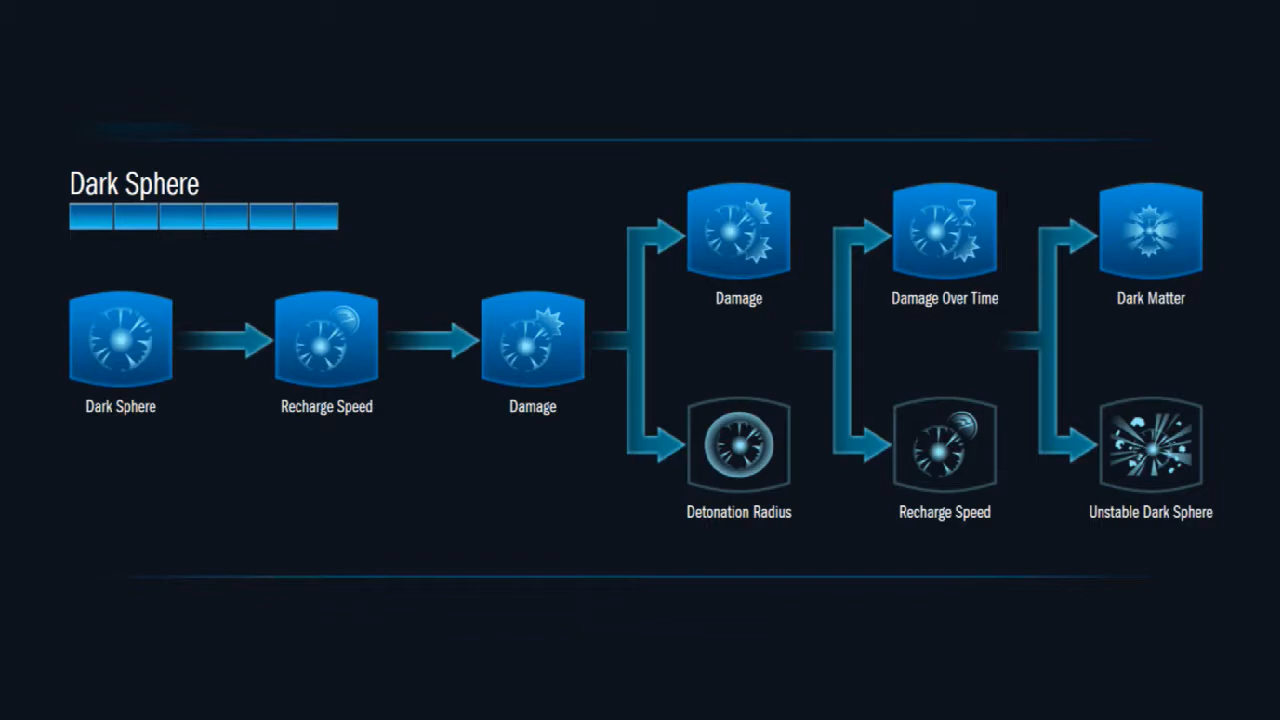 Dark Sphere
Damage
Damage Over Time
Dark Matter
Dark Sphere
Recharge Speed
Damage
Detonation Radius
Recharge Speed
Unstable Dark Sphere